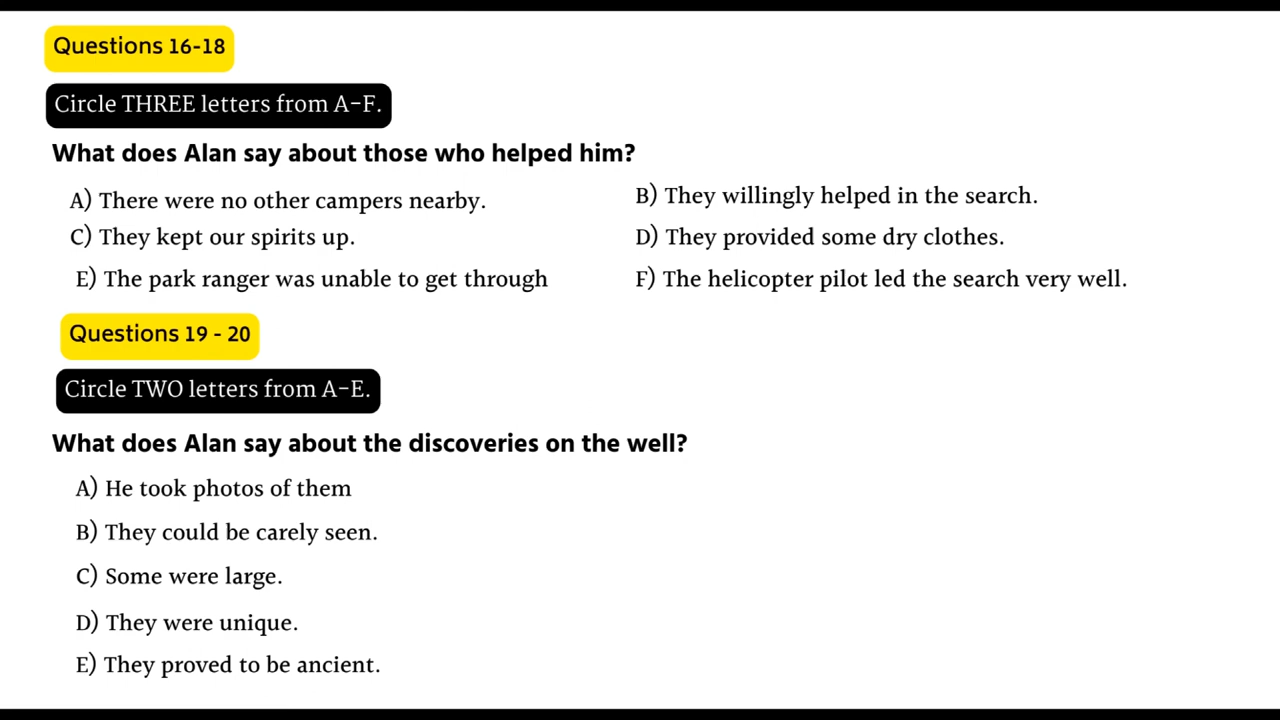 Questions 16-18
Circle THREE letters from A-F.
What does Alan say about those who helped him?
A) There were no other campers nearby.
B) They willingly helped in the search.
C) They kept our spirits up.
D) They provided some dry clothes.
E) The park ranger was unable to get through
F) The helicopter pilot led the search very well.
Questions 19 - 20
Circle TWO letters from A-E.
What does Alan say about the discoveries on the well?
A) He took photos of them
B) They could be carely seen.
C) Some were large.
D) They were unique.
E) They proved to be ancient.